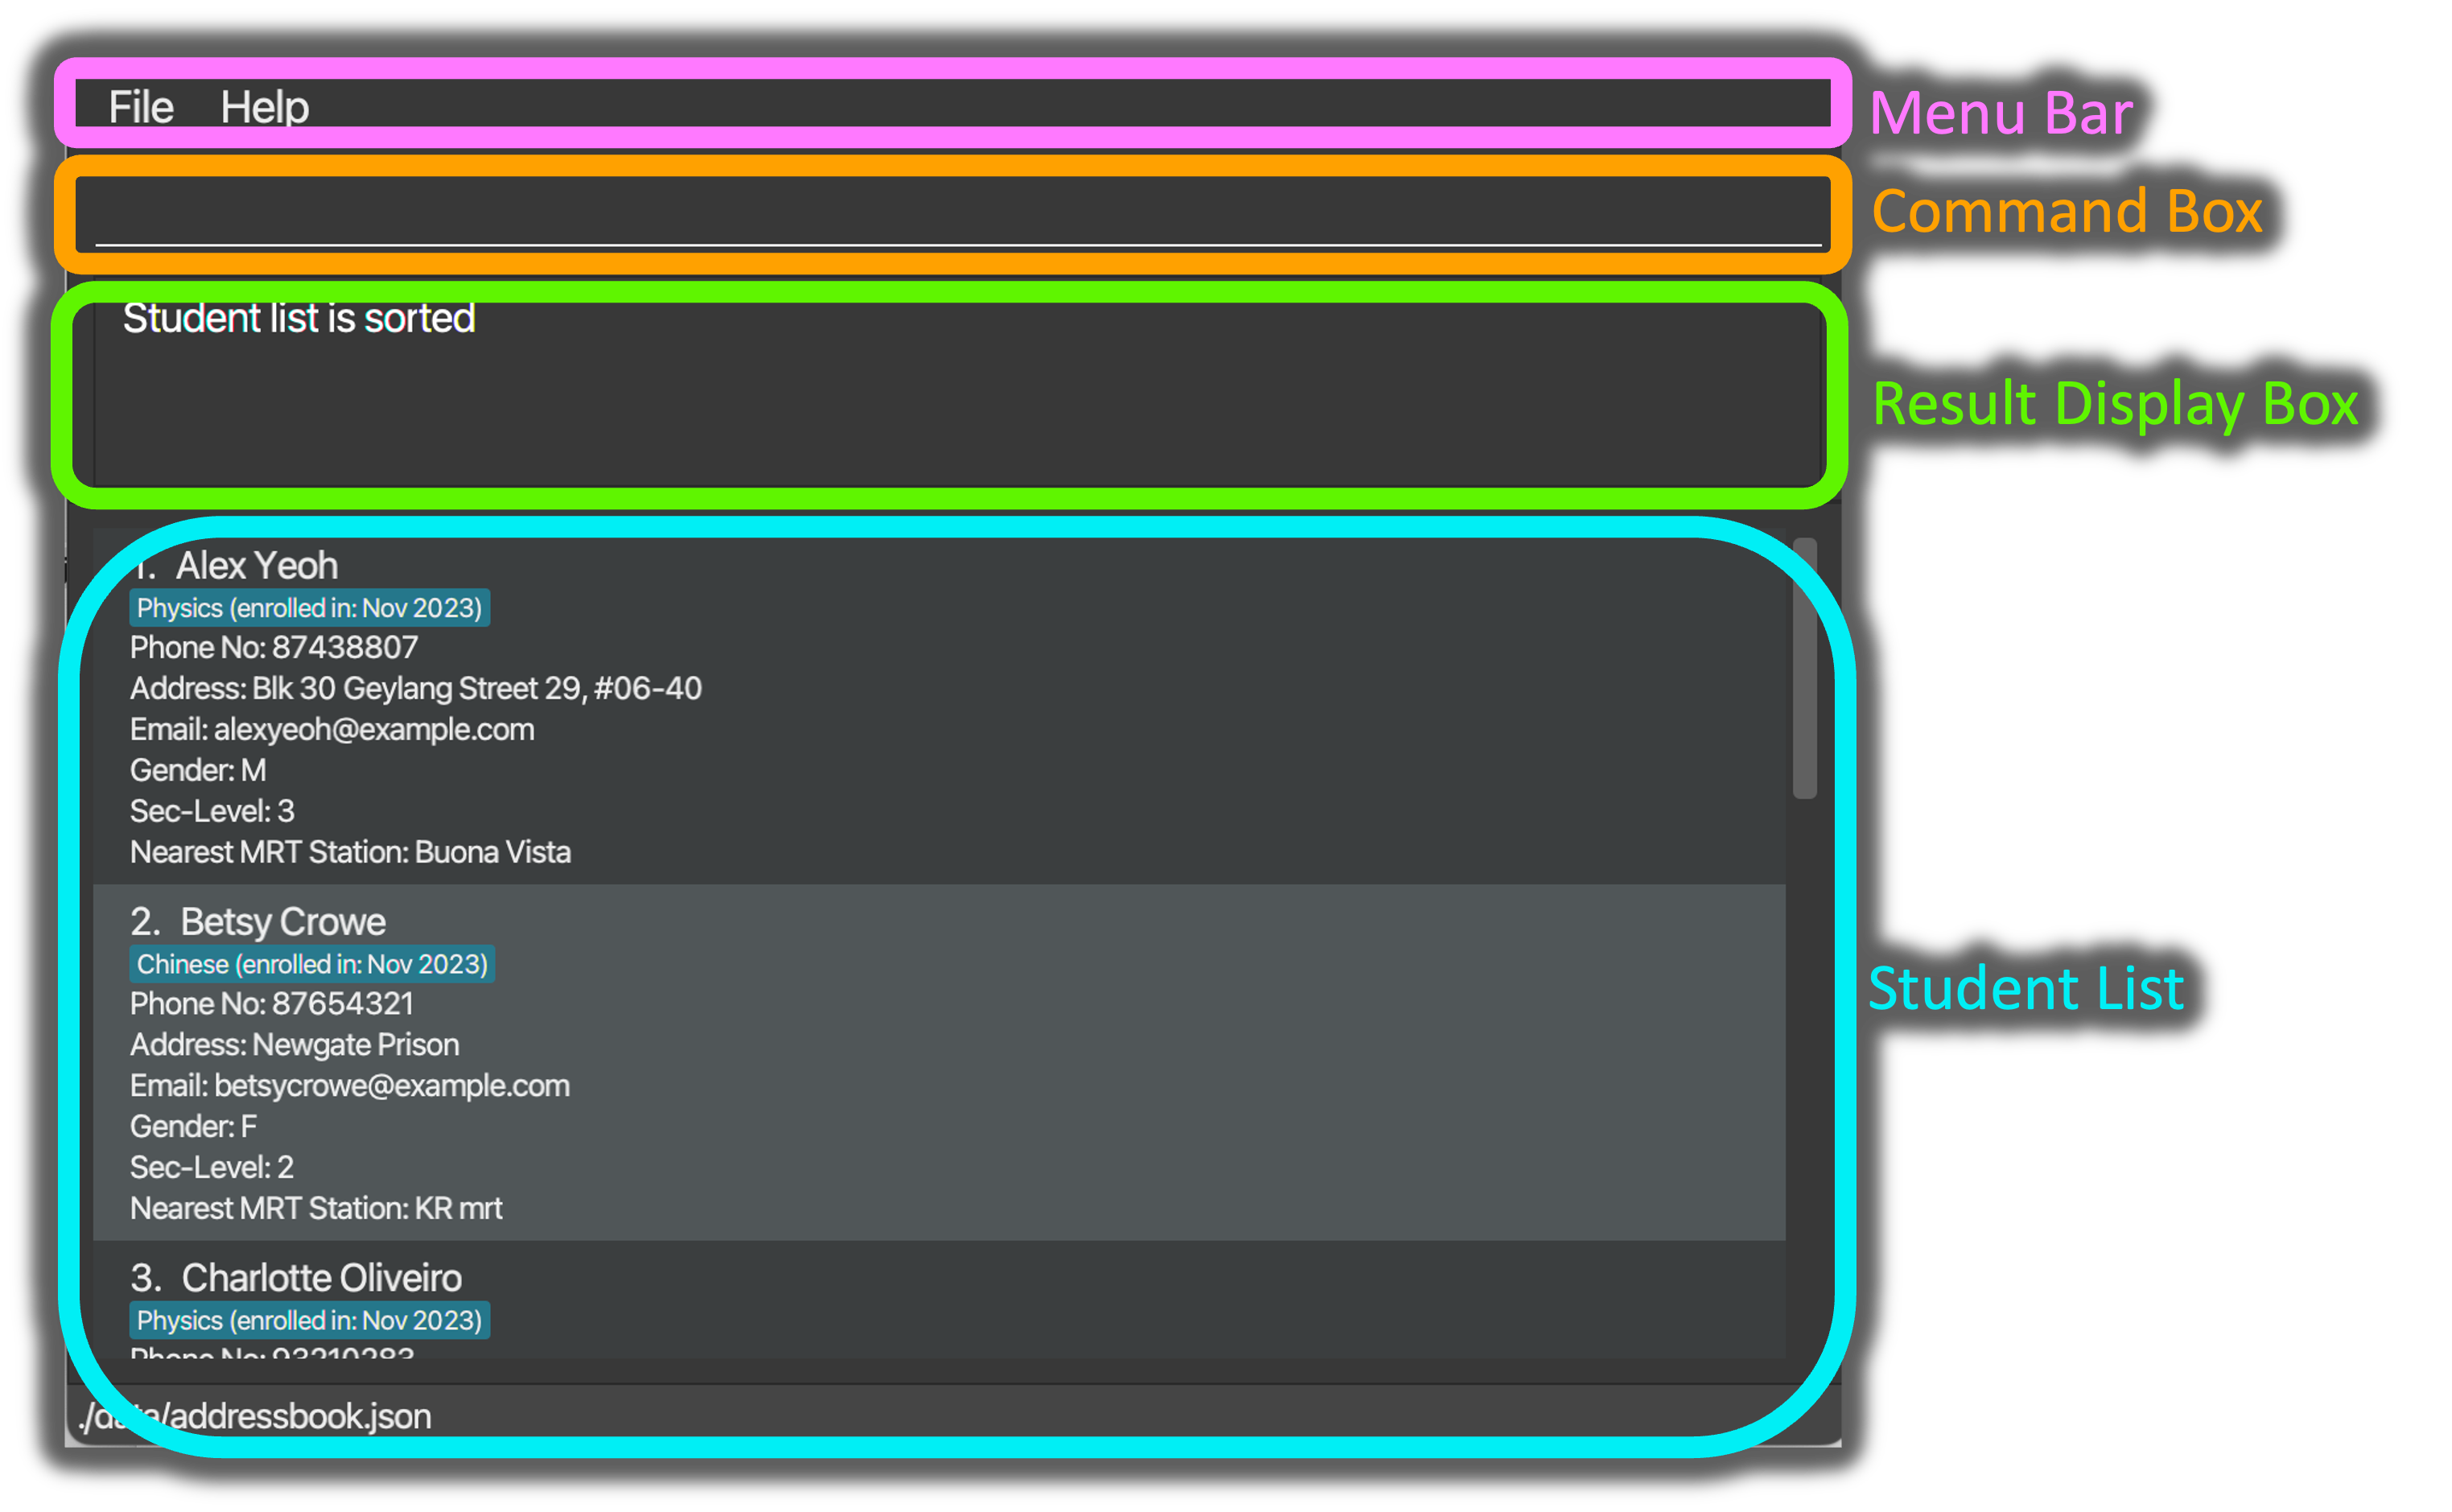 File Help
Menu Bar
Command Box
Student list is sorted
Result Display Box
1. Alex Yeoh
Physics (enrolled in: Nov 2023)
Phone No: 87438807
Address: Blk 30 Geylang Street 29, #06-40
Email: alexyeoh@example.com
Gender: M
Sec-Level: 3
Nearest MRT Station: Buona Vista
2. Betsy Crowe
Chinese (enrolled in: Nov 2023)
Phone No: 87654321
Address: Newgate Prison
Email: betsycrowe@example.com
Gender: F
Sec-Level: 2
Nearest MRT Station: KR mrt
Student List
3. Charlotte Oliveiro
Physics (enrolled in: Nov 2023)
Phone No: 93210283
./data/addressbook.json